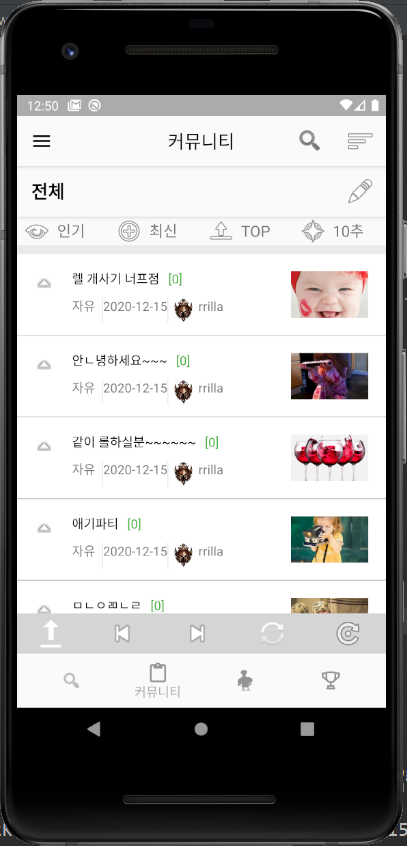 12:50
커뮤니티
전체
인기 최신 TOP 10추
렐 개사기 너프점 [0]
자유 2020-12-15 rrilla
안ㄴ녕하세요~~~ [0]
자유 2020-12-15 rrilla
같이 롤하실분~~~~~~ [0]
자유 2020-12-15 rrilla
애기파티 [0]
자유 2020-12-15 rrilla
[0]
커뮤니티